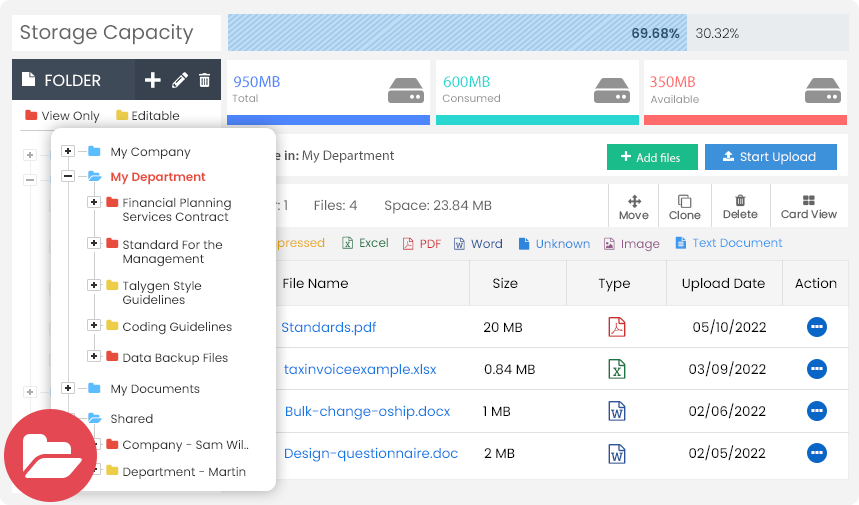 Storage Capacity
69.68%
30.32%
FOLDER
View Only
Editable
950MB
Total
600MB
Consumed
350MB
Available
My Company
My Department
Financial Planning
Services Contract
Standard For the
Management
Talygen Style
Guidelines
Coding Guidelines
Data Backup Files
My Documents
Shared
Company - Sam Wil..
Department - Martin
in: My Department
Add files
Start Upload
: 1
Files: 4
Space: 23.84 MB
Move
Clone
Delete
Card View
pressed
Excel
PDF
Word
Unknown
Image
Text Document
File Name Size Type Upload Date Action
Standards.pdf 20 MB 05/10/2022
taxinvoiceexample.xlsx 0.84 MB 03/09/2022
Bulk-change-oship.docx 1 MB 02/06/2022
Design-questionnaire.doc 2 MB 02/05/2022